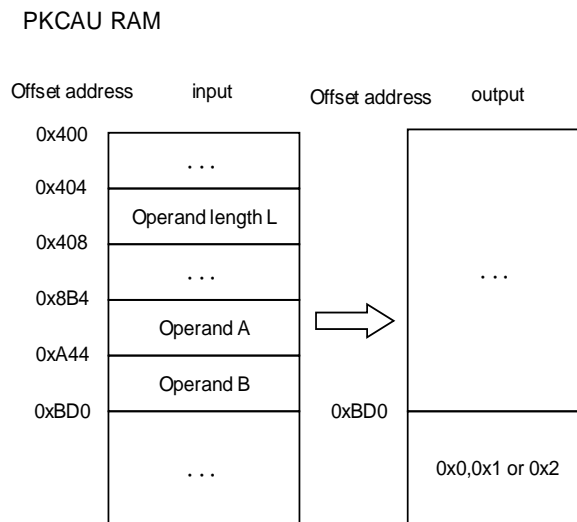 PKCAU RAM
Offset address input Offset address output
0x400
...
0x404
Operand length L
0x408
...
...
0x8B4
Operand A
0xA44
Operand B
0xBD0 0xBD0
... 0x0,0x1 or 0x2